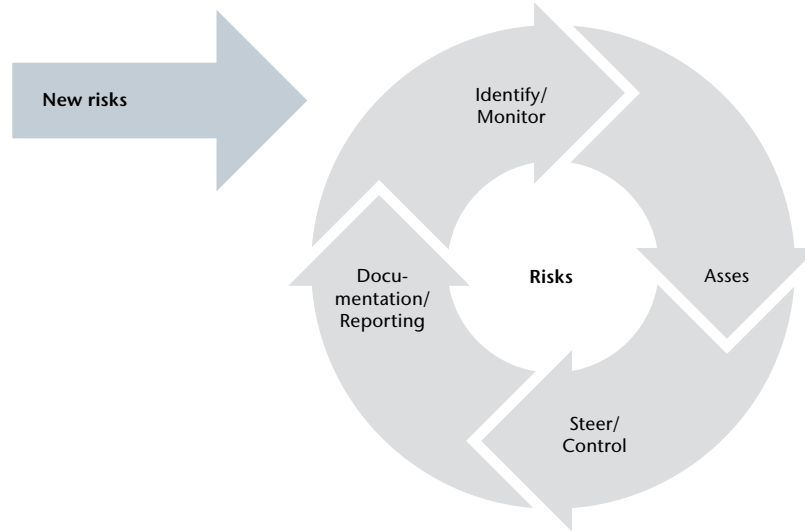 New risks
Identify/
Monitor
Docu-
mentation/
Reporting
Risks
Asses
Steer/
Control